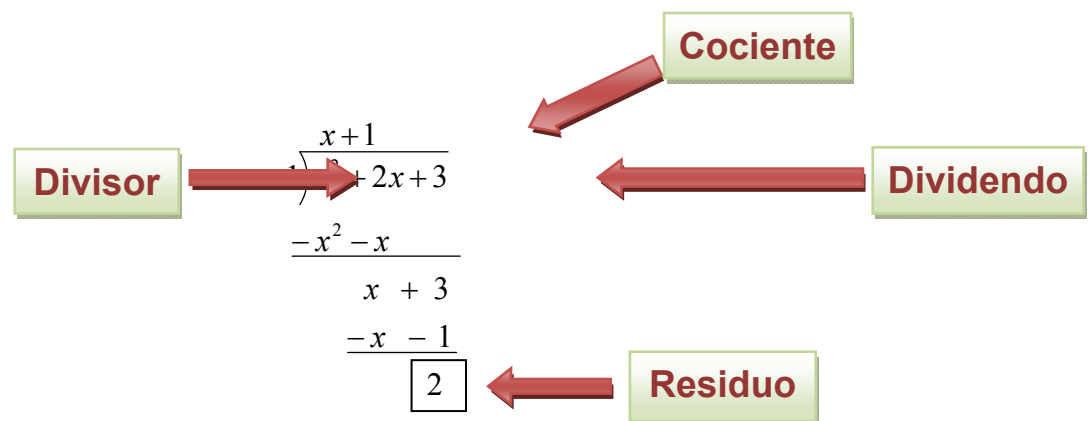 Cociente
x+1
Divisor
+2x+3
Dividendo
−x² −x
x + 3
−x − 1
2
Residuo